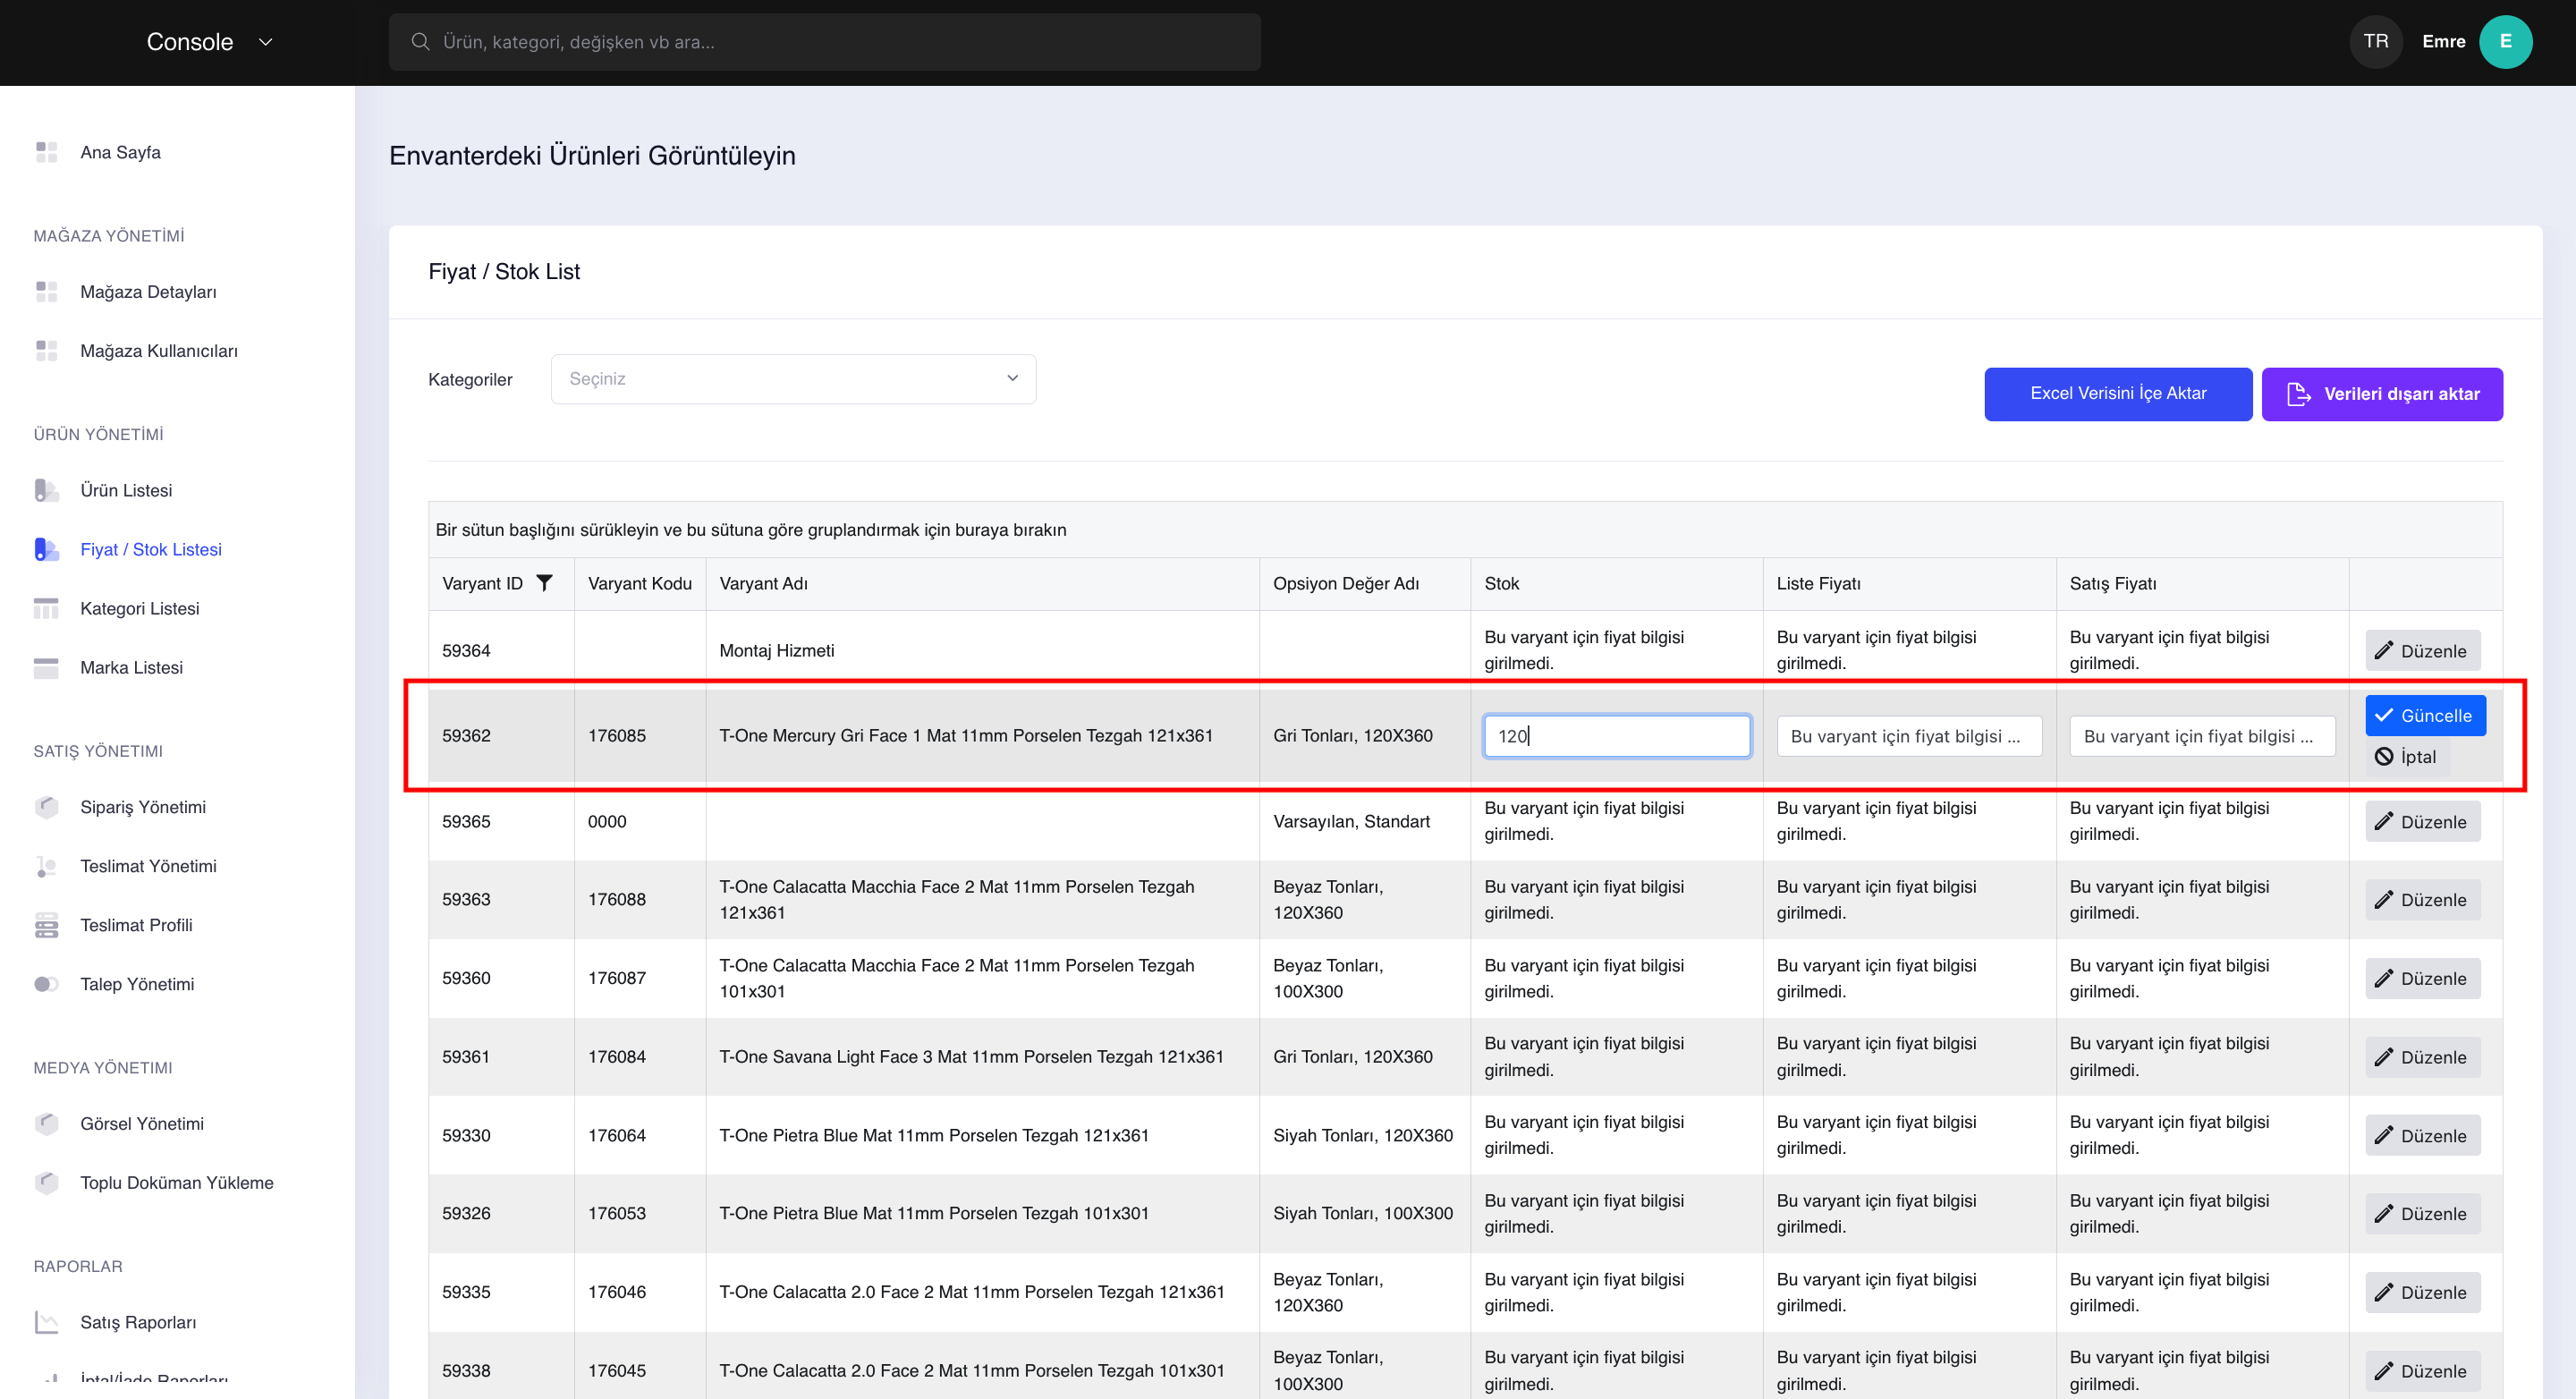 Console
Ürün, kategori, değişken vb ara...
TR
Emre
E
Ana Sayfa
MAĞAZA YÖNETİMİ
Mağaza Detayları
Mağaza Kullanıcıları
ÜRÜN YÖNETİMİ
Ürün Listesi
Fiyat / Stok Listesi
Kategori Listesi
Marka Listesi
SATIŞ YÖNETIMI
Sipariş Yönetimi
Teslimat Yönetimi
Teslimat Profili
Talep Yönetimi
MEDYA YÖNETIMI
Görsel Yönetimi
Toplu Doküman Yükleme
RAPORLAR
Satış Raporları
İptal/İade Raporları
Envanterdeki Ürünleri Görüntüleyin
Fiyat / Stok List
Kategoriler
Seçiniz
Excel Verisini İçe Aktar
Verileri dışarı aktar
Bir sütun başlığını sürükleyin ve bu sütuna göre gruplandırmak için buraya bırakın
Varyant ID Varyant Kodu Varyant Adı Opsiyon Değer Adı Stok Liste Fiyatı Satış Fiyatı
59364 Montaj Hizmeti Bu varyant için fiyat bilgisi Bu varyant için fiyat bilgisi Bu varyant için fiyat bilgisi Düzenle
girilmedi. girilmedi. girilmedi.
59362 176085 T-One Mercury Gri Face 1 Mat 11mm Porselen Tezgah 121x361 Gri Tonları, 120X360 120 Bu varyant için fiyat bilgisi ... Bu varyant için fiyat bilgisi ... Güncelle
İptal
59365 0000 Varsayılan, Standart Bu varyant için fiyat bilgisi Bu varyant için fiyat bilgisi Bu varyant için fiyat bilgisi Düzenle
girilmedi. girilmedi. girilmedi.
59363 176088 T-One Calacatta Macchia Face 2 Mat 11mm Porselen Tezgah Beyaz Tonları, Bu varyant için fiyat bilgisi Bu varyant için fiyat bilgisi Bu varyant için fiyat bilgisi Düzenle
121x361 120X360 girilmedi. girilmedi. girilmedi.
59360 176087 T-One Calacatta Macchia Face 2 Mat 11mm Porselen Tezgah Beyaz Tonları, Bu varyant için fiyat bilgisi Bu varyant için fiyat bilgisi Bu varyant için fiyat bilgisi Düzenle
101x301 100X300 girilmedi. girilmedi. girilmedi.
59361 176084 T-One Savana Light Face 3 Mat 11mm Porselen Tezgah 121x361 Gri Tonları, 120X360 Bu varyant için fiyat bilgisi Bu varyant için fiyat bilgisi Bu varyant için fiyat bilgisi Düzenle
girilmedi. girilmedi. girilmedi.
59330 176064 T-One Pietra Blue Mat 11mm Porselen Tezgah 121x361 Siyah Tonları, 120X360 Bu varyant için fiyat bilgisi Bu varyant için fiyat bilgisi Bu varyant için fiyat bilgisi Düzenle
girilmedi. girilmedi. girilmedi.
59326 176053 T-One Pietra Blue Mat 11mm Porselen Tezgah 101x301 Siyah Tonları, 100X300 Bu varyant için fiyat bilgisi Bu varyant için fiyat bilgisi Bu varyant için fiyat bilgisi Düzenle
girilmedi. girilmedi. girilmedi.
59335 176046 T-One Calacatta 2.0 Face 2 Mat 11mm Porselen Tezgah 121x361 Beyaz Tonları, Bu varyant için fiyat bilgisi Bu varyant için fiyat bilgisi Bu varyant için fiyat bilgisi Düzenle
120X360 girilmedi. girilmedi. girilmedi.
59338 176045 T-One Calacatta 2.0 Face 2 Mat 11mm Porselen Tezgah 101x301 Beyaz Tonları, Bu varyant için fiyat bilgisi Bu varyant için fiyat bilgisi Bu varyant için fiyat bilgisi Düzenle
100X300 girilmedi. girilmedi. girilmedi.